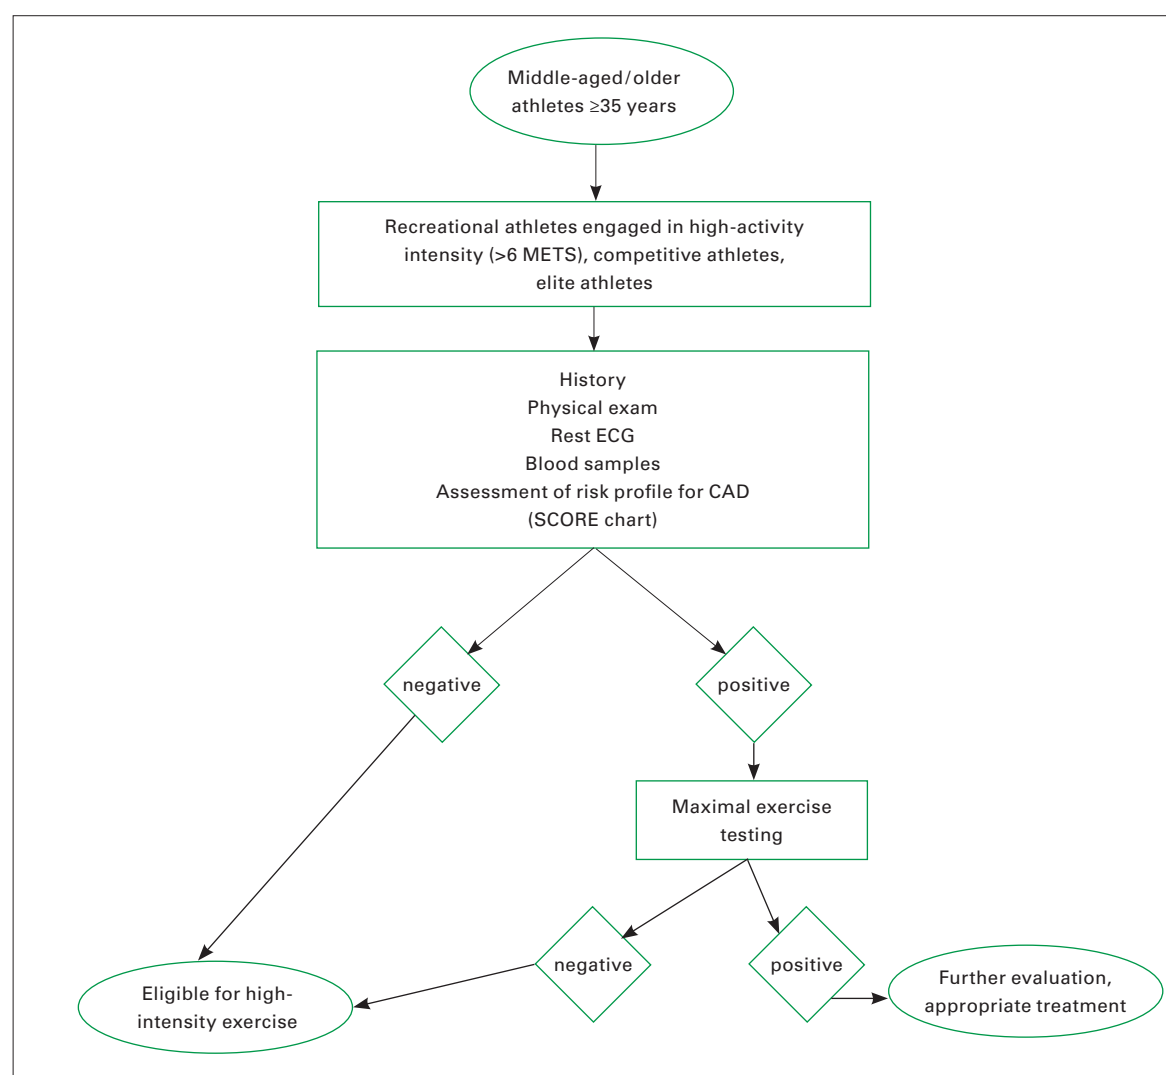 Middle-aged/older
athletes ≥35 years
Recreational athletes engaged in high-activity
intensity (>6 METS), competitive athletes,
elite athletes
History
Physical exam
Rest ECG
Blood samples
Assessment of risk profile for CAD
(SCORE chart)
negative
positive
Maximal exercise
testing
negative
positive
Eligible for high-
intensity exercise
Further evaluation,
appropriate treatment